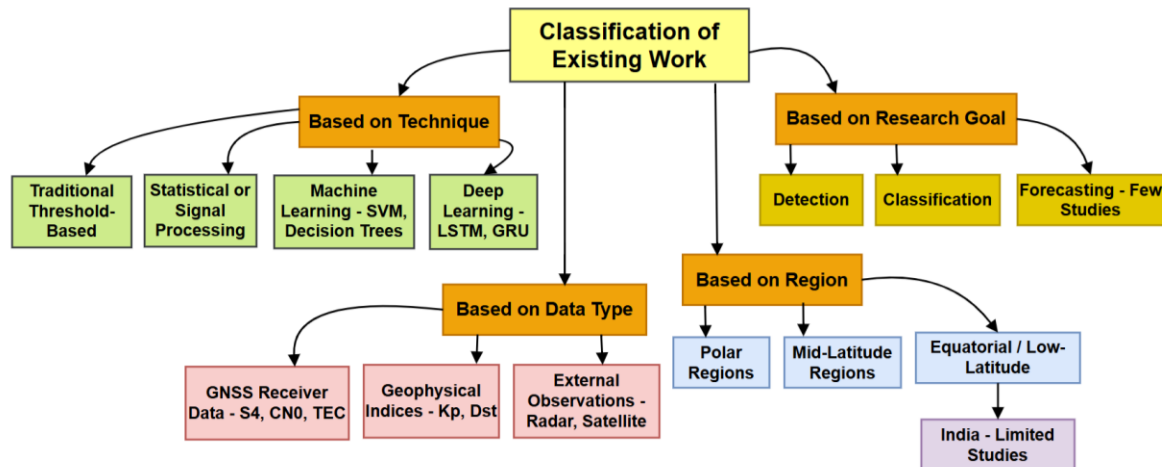 Classification of
Existing Work
Based on Technique
Based on Research Goal
Traditional
Threshold-
Based
Statistical or
Signal
Processing
Machine
Learning - SVM,
Decision Trees
Deep
Learning -
LSTM, GRU
Detection
Classification
Forecasting - Few
Studies
Based on Data Type
Based on Region
GNSS Receiver
Data - S4, CN0, TEC
Geophysical
Indices - Kp, Dst
External
Observations -
Radar, Satellite
Polar
Regions
Mid-Latitude
Regions
Equatorial / Low-
Latitude
India - Limited
Studies